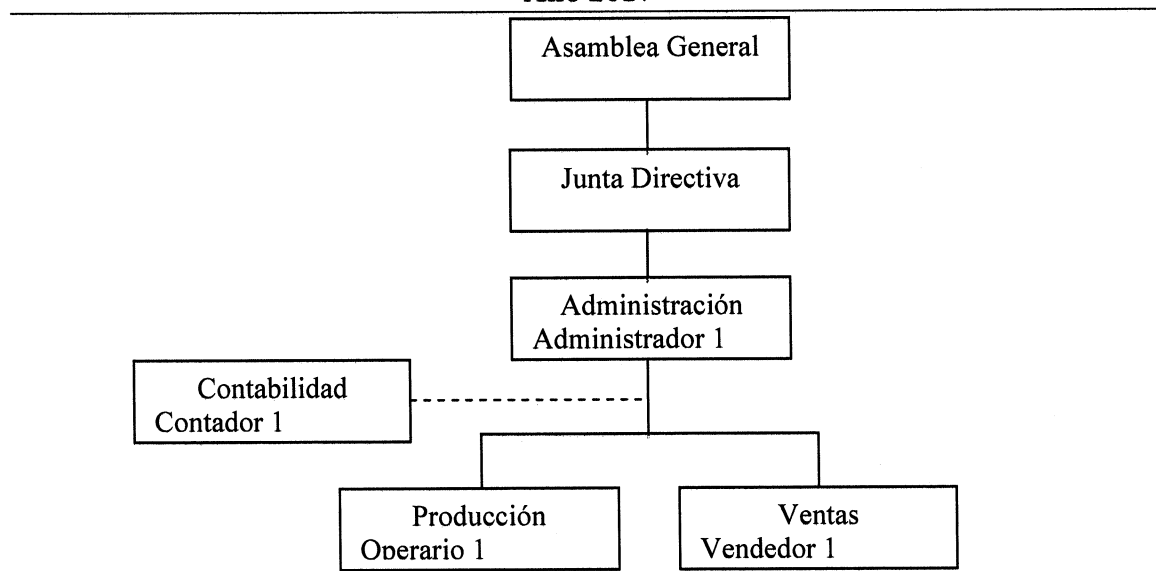 Asamblea General
Junta Directiva
Administración
Administrador 1
Contabilidad
Contador 1
Producción
Operario 1
Ventas
Vendedor 1